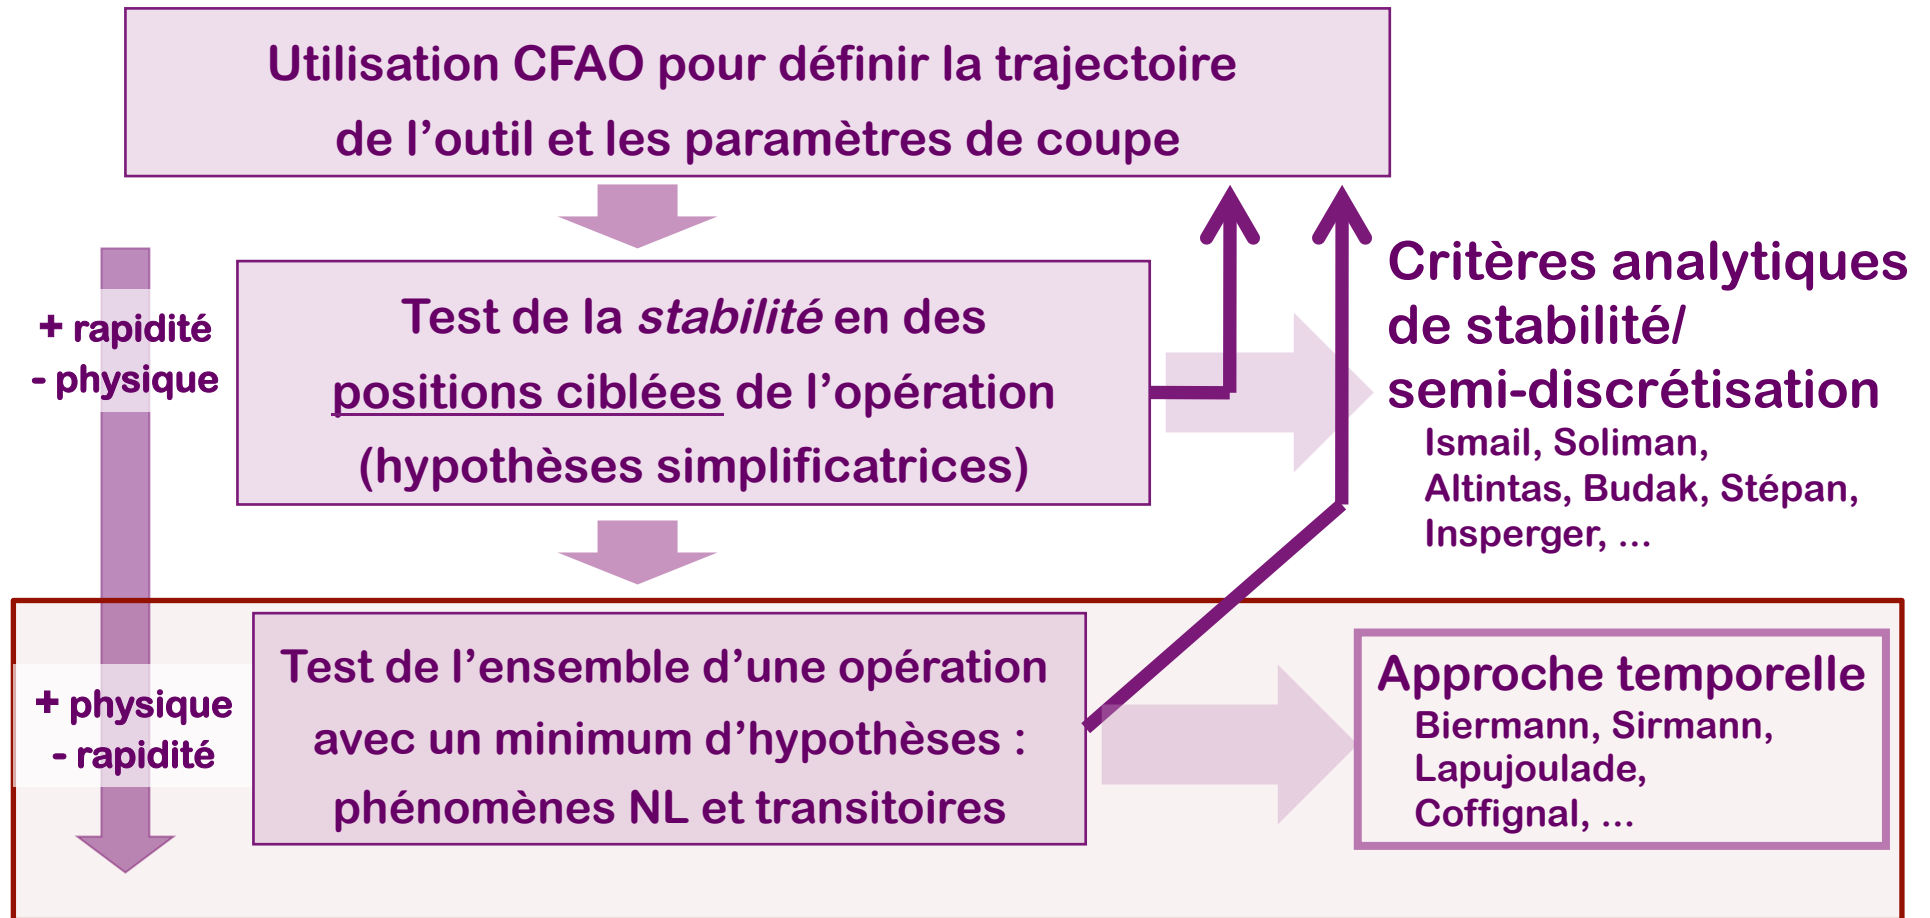 Utilisation CFAO pour définir la trajectoire
de l’outil et les paramètres de coupe
+ rapidité
- physique
Test de la stabilité en des
positions ciblées de l’opération
(hypothèses simplificatrices)
Critères analytiques
de stabilité/
semi-discrétisation
Ismail, Soliman,
Altintas, Budak, Stépan,
Insperger, ...
+ physique
- rapidité
Test de l’ensemble d’une opération
avec un minimum d’hypothèses :
phénomènes NL et transitoires
Approche temporelle
Biermann, Sirmann,
Lapujoulade,
Coffignal, ...